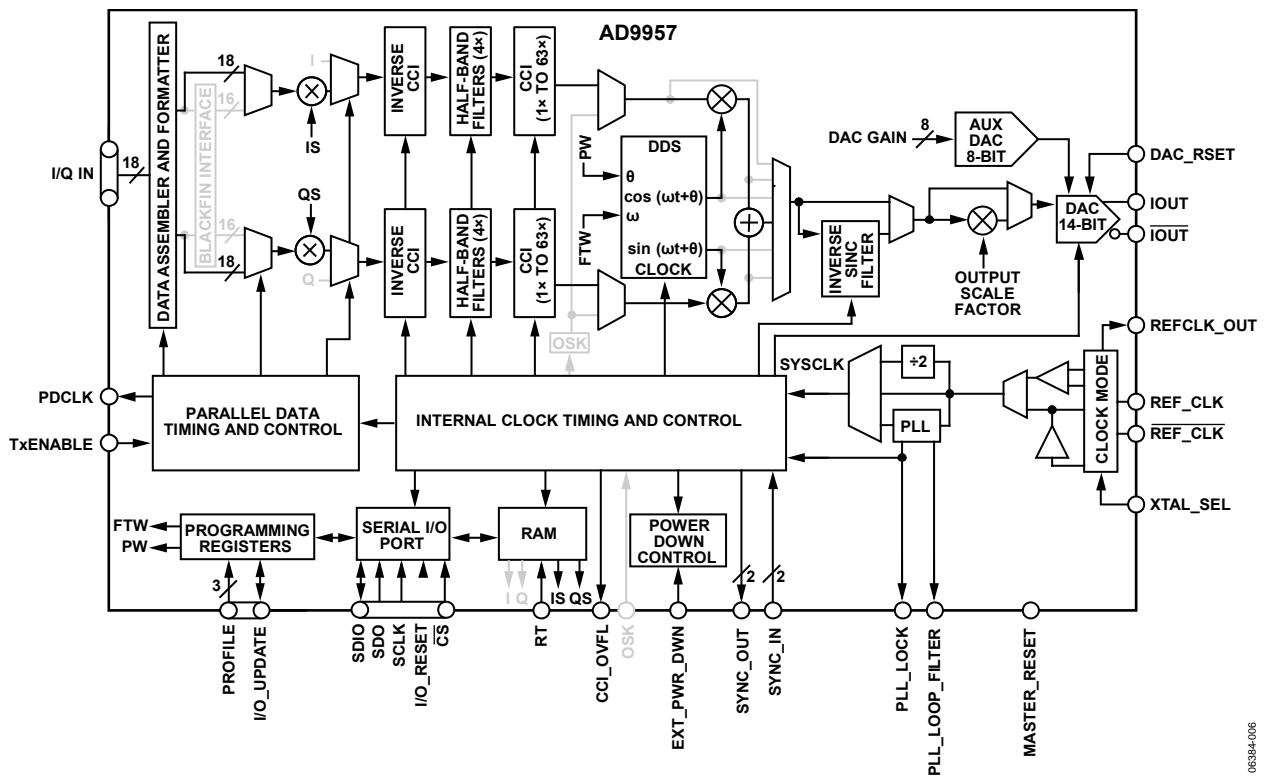 AD9957
I/Q IN
18
DATA ASSEMBLER AND FORMATTER
18
16
BLACKFIN INTERFACE
16
18
IS
QS
I
Q
INVERSE
CCI
HALF-BAND
FILTERS (4×)
CCI
(1× TO 63×)
INVERSE
CCI
HALF-BAND
FILTERS (4×)
CCI
(1× TO 63×)
OSK
PW
FTW
DDS
θ
cos (ωt+θ)
ω
sin (ωt+θ)
CLOCK
INVERSE
SINC
FILTER
DAC GAIN
8
AUX
DAC
8-BIT
OUTPUT
SCALE
FACTOR
DAC
14-BIT
DAC_RSET
IOUT
IOUT
REFCLK_OUT
REF_CLK
REF_CLK
XTAL_SEL
CLOCK MODE
SYSCLK
÷2
PLL
PDCLK
TxENABLE
PARALLEL DATA
TIMING AND CONTROL
INTERNAL CLOCK TIMING AND CONTROL
FTW
PW
PROGRAMMING
REGISTERS
SERIAL I/O
PORT
RAM
POWER
DOWN
CONTROL
3
I
Q
IS
QS
2
2
PROFILE
I/O_UPDATE
SDIO
SDO
SCLK
I/O_RESET
CS
RT
CCI_OVFL
OSK
EXT_PWR_DWN
SYNC_OUT
SYNC_IN
PLL_LOCK
PLL_LOOP_FILTER
MASTER_RESET
06384-006